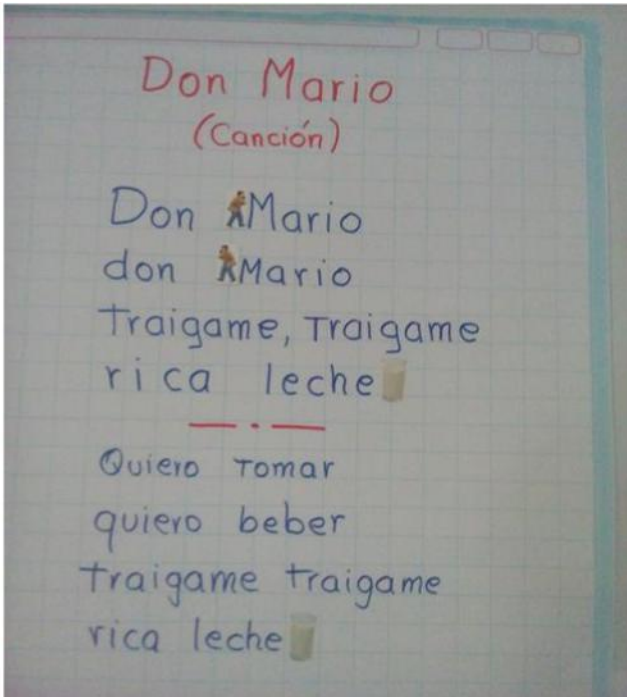 Don Mario
(Canción)
Don Mario
don Mario
Traigame, Traigame
rica leche
Quiero Tomar
quiero beber
traigame traigame
rica leche